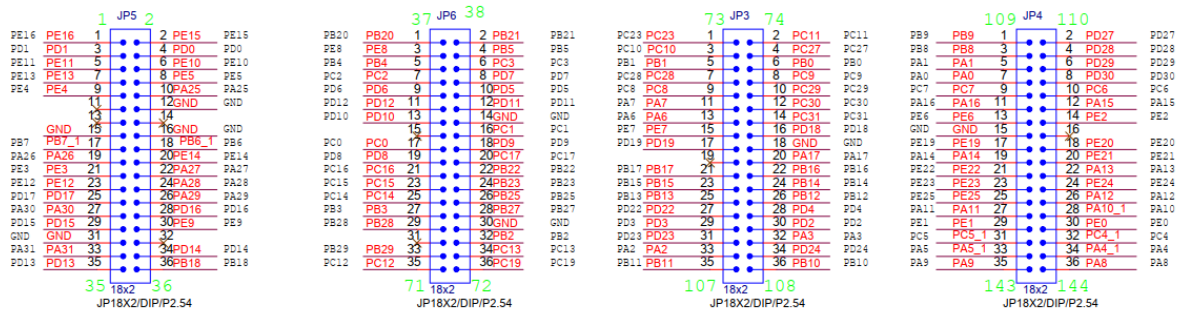 1 JP5 2
PE16 PE16 1 2 PE15 PE15
PD1 PD1 3 4 PD0 PD0
PE11 PE11 5 6 PE10 PE10
PE13 PE13 7 8 PE5 PE5
PE4 PE4 9 10 PA25 PA25
11 12 GND GND
13 14
GND 15 16 GND GND
PB7 PB7_1 17 18 PB6_1 PB6
PA26 PA26 19 20 PE14 PE14
PE3 PE3 21 22 PA27 PA27
PE12 PE12 23 24 PA28 PA28
PD17 PD17 25 26 PA29 PA29
PA30 PA30 27 28 PD16 PD16
PD15 PD15 29 30 PE9 PE9
GND GND 31 32
PA31 PA31 33 34 PD14 PD14
PD13 PD13 35 36 PB18 PB18
35 18x2 36
JP18X2/DIP/P2.54
37 JP6 38
PB20 PB20 1 2 PB21 PB21
PE8 PE8 3 4 PB5 PB5
PB4 PB4 5 6 PC3 PC3
PC2 PC2 7 8 PD7 PD7
PD6 PD6 9 10 PD5 PD5
PD12 PD12 11 12 PD11 PD11
PD10 PD10 13 14 GND GND
15 16 PC1 PC1
PC0 PC0 17 18 PD9 PD9
PD8 PD8 19 20 PC17 PC17
PC16 PC16 21 22 PB22 PB22
PC15 PC15 23 24 PB23 PB23
PC14 PC14 25 26 PB25 PB25
PB3 PB3 27 28 PB27 PB27
PB28 PB28 29 30 GND GND
31 32 PB2 PB2
PB29 PB29 33 34 PC13 PC13
PC12 PC12 35 36 PC19 PC19
71 18x2 72
JP18X2/DIP/P2.54
73 JP3 74
PC23 PC23 1 2 PC11 PC11
PC10 PC10 3 4 PC27 PC27
PB1 PB1 5 6 PB0 PB0
PC28 PC28 7 8 PC9 PC9
PC8 PC8 9 10 PC29 PC29
PA7 PA7 11 12 PC30 PC30
PA6 PA6 13 14 PC31 PC31
PE7 PE7 15 16 PD18 PD18
PD19 PD19 17 18 GND GND
19 20 PA17 PA17
PB17 PB17 21 22 PB16 PB16
PB15 PB15 23 24 PB14 PB14
PB13 PB13 25 26 PB12 PB12
PD22 PD22 27 28 PD4 PD4
PD3 PD3 29 30 PD2 PD2
PD23 PD23 31 32 PA3 PA3
PA2 PA2 33 34 PD24 PD24
PB11 PB11 35 36 PB10 PB10
107 18x2 108
JP18X2/DIP/P2.54
109 JP4 110
PB9 PB9 1 2 PD27 PD27
PB8 PB8 3 4 PD28 PD28
PA1 PA1 5 6 PD29 PD29
PA0 PA0 7 8 PD30 PD30
PC7 PC7 9 10 PC6 PC6
PA16 PA16 11 12 PA15 PA15
PE6 PE6 13 14 PE2 PE2
GND GND 15 16
PE19 PE19 17 18 PE20 PE20
PA14 PA14 19 20 PE21 PE21
PE22 PE22 21 22 PA13 PA13
PE23 PE23 23 24 PE24 PE24
PE25 PE25 25 26 PA12 PA12
PA11 PA11 27 28 PA10_1 PA10
PE1 PE1 29 30 PE0 PE0
PC5 PC5_1 31 32 PC4_1 PC4
PA5 PA5_1 33 34 PA4_1 PA4
PA9 PA9 35 36 PA8 PA8
143 18x2 144
JP18X2/DIP/P2.54